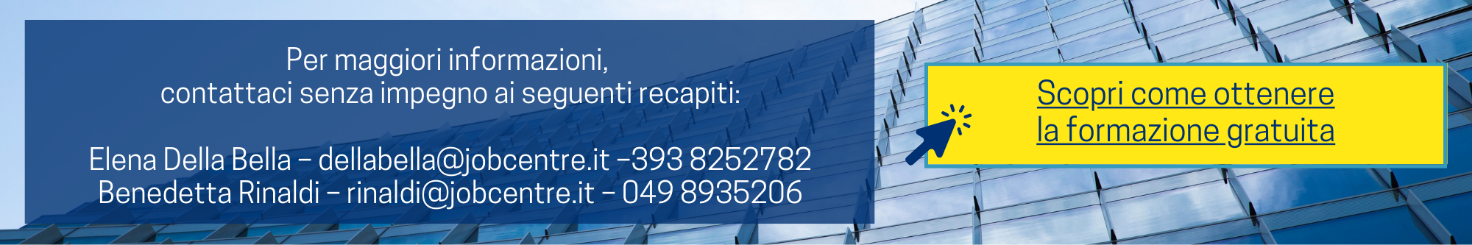 Per maggiori informazioni,
contattaci senza impegno ai seguenti recapiti:
Elena Della Bella – dellabella@jobcentre.it –393 8252782
Benedetta Rinaldi – rinaldi@jobcentre.it – 049 8935206
Scopri come ottenere
la formazione gratuita